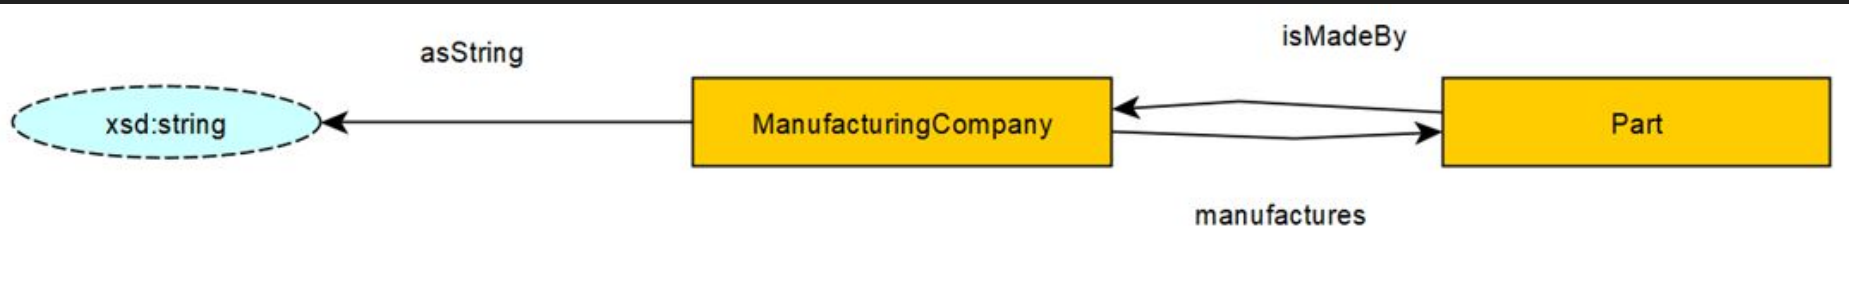 isMadeBy
asString
xsd:string
ManufacturingCompany
Part
manufactures